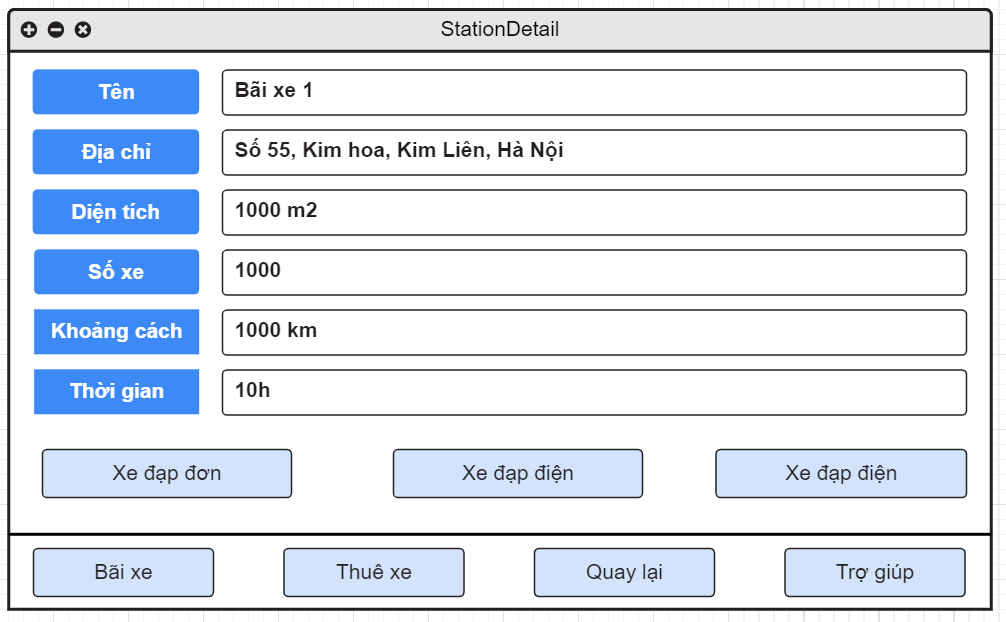 StationDetail
Tên
Bãi xe 1
Địa chỉ
Số 55, Kim hoa, Kim Liên, Hà Nội
Diện tích
1000 m2
Số xe
1000
Khoảng cách
1000 km
Thời gian
10h
Xe đạp đơn
Xe đạp điện
Xe đạp điện
Bãi xe
Thuê xe
Quay lại
Trợ giúp